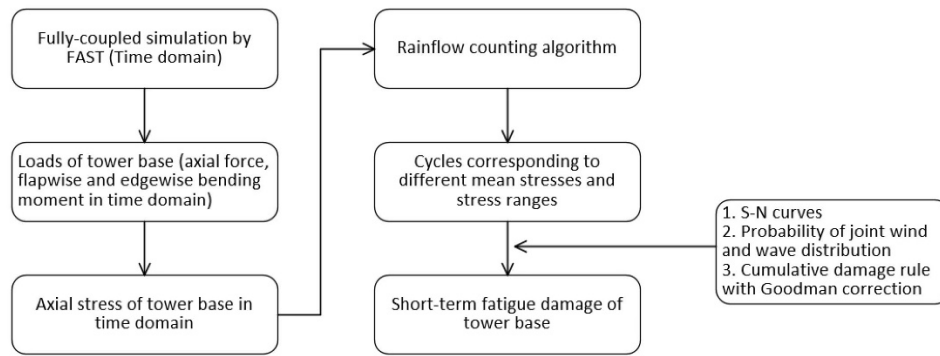 Fully-coupled simulation by
FAST (Time domain)
Loads of tower base (axial force,
flapwise and edgewise bending
moment in time domain)
Axial stress of tower base in
time domain
Rainflow counting algorithm
Cycles corresponding to
different mean stresses and
stress ranges
1. S-N curves
2. Probability of joint wind
and wave distribution
3. Cumulative damage rule
with Goodman correction
Short-term fatigue damage of
tower base